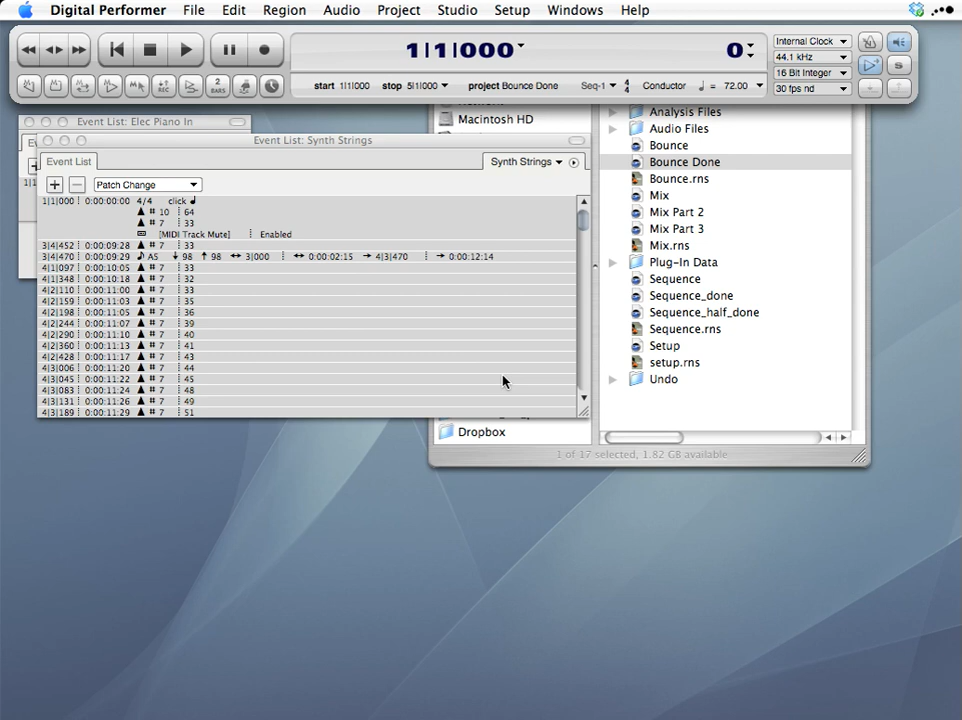 Digital Performer File Edit Region Audio Project Studio Setup Windows Help
1|1|000 0
Internal Clock
44.1 kHz
16 Bit Integer
30 fps nd
REC 2 BARS
start 1|1|000 stop 5|1|000 project Bounce Done Seq-1 4 4 Conductor = 72.00
S
Event List: Elec Piano In
Event List: Synth Strings
Event List Synth Strings
Patch Change
1|1|000 0:00:00:00 4/4 click
# 10 64
# 7 33
[MIDI Track Mute] Enabled
3|4|452 0:00:09:28 # 7 33
3|4|470 0:00:09:29 A5 ↓ 98 ↑ 98 ↔ 3|000 ↔ 0:00:02:15 → 4|3|470 → 0:00:12:14
4|1|097 0:00:10:05 # 7 33
4|1|348 0:00:10:18 # 7 32
4|2|110 0:00:11:00 # 7 33
4|2|159 0:00:11:03 # 7 35
4|2|198 0:00:11:05 # 7 36
4|2|244 0:00:11:07 # 7 39
4|2|290 0:00:11:10 # 7 40
4|2|360 0:00:11:13 # 7 41
4|2|428 0:00:11:17 # 7 43
4|3|006 0:00:11:20 # 7 44
4|3|045 0:00:11:22 # 7 45
4|3|083 0:00:11:24 # 7 48
4|3|131 0:00:11:26 # 7 49
4|3|189 0:00:11:29 # 7 51
Macintosh HD
Dropbox
Analysis Files
Audio Files
Bounce
Bounce Done
Bounce.rns
Mix
Mix Part 2
Mix Part 3
Mix.rns
Plug-In Data
Sequence
Sequence_done
Sequence_half_done
Sequence.rns
Setup
setup.rns
Undo
1 of 17 selected, 1.82 GB available